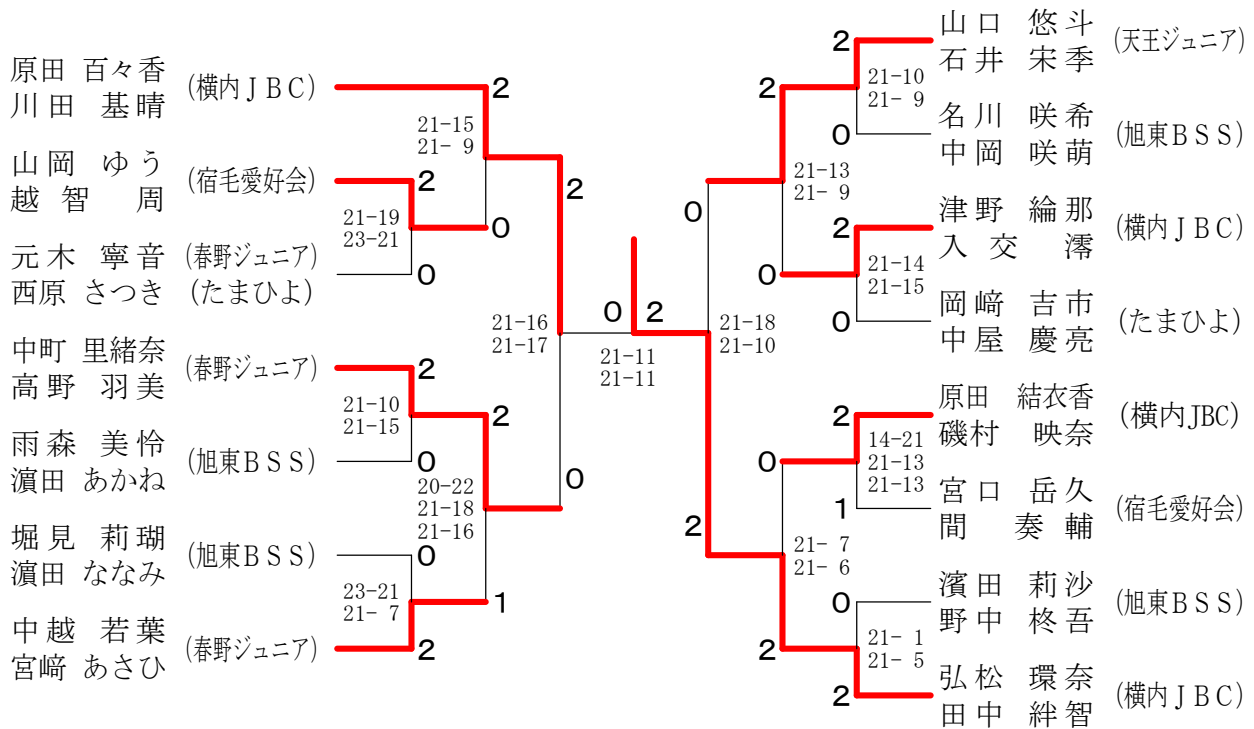 原田 百々香
川田 基晴
(横内ＪＢＣ)
2
21-15
21- 9
山岡 ゆう
越智 周
(宿毛愛好会)
2
21-19
23-21
0
元木 寧音
西原 さつき
(春野ジュニア)
(たまひよ)
0
2
21-16
21-17
中町 里緒奈
高野 羽美
(春野ジュニア)
2
21-10
21-15
2
雨森 美怜
濵田 あかね
(旭東ＢＳＳ)
0
20-22
21-18
21-16
0
堀見 莉瑚
濵田 ななみ
(旭東ＢＳＳ)
0
23-21
21- 7
1
中越 若葉
宮﨑 あさひ
(春野ジュニア)
2
0
2
21-11
21-11
2
山口 悠斗
石井 宋季
(天王ジュニア)
2
21-10
21- 9
0
名川 咲希
中岡 咲萌
(旭東ＢＳＳ)
0
21-13
21- 9
2
津野 綸那
入交 澪
(横内ＪＢＣ)
0
21-14
21-15
0
岡﨑 吉市
中屋 慶亮
(たまひよ)
21-18
21-10
2
原田 結衣香
磯村 映奈
(横内JBC)
0
14-21
21-13
21-13
1
宮口 岳久
間 奏輔
(宿毛愛好会)
2
21- 7
21- 6
0
濱田 莉沙
野中 柊吾
(旭東ＢＳＳ)
2
21- 1
21- 5
2
弘松 環奈
田中 絆智
(横内ＪＢＣ)